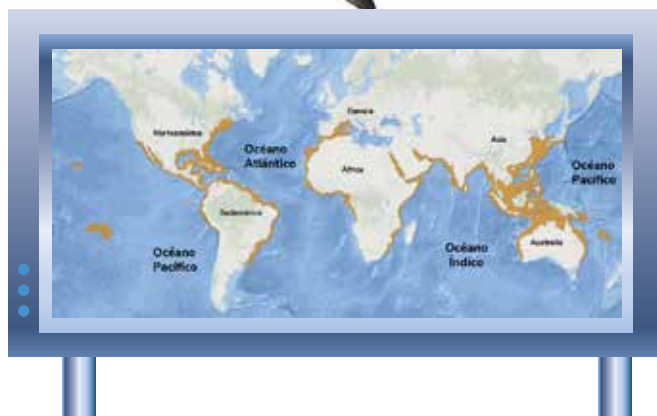 Norteamérica
Océano
Atlántico
Europa
Asia
África
Océano
Pacífico
Sudamérica
Océano
Pacífico
Océano
Índico
Australia